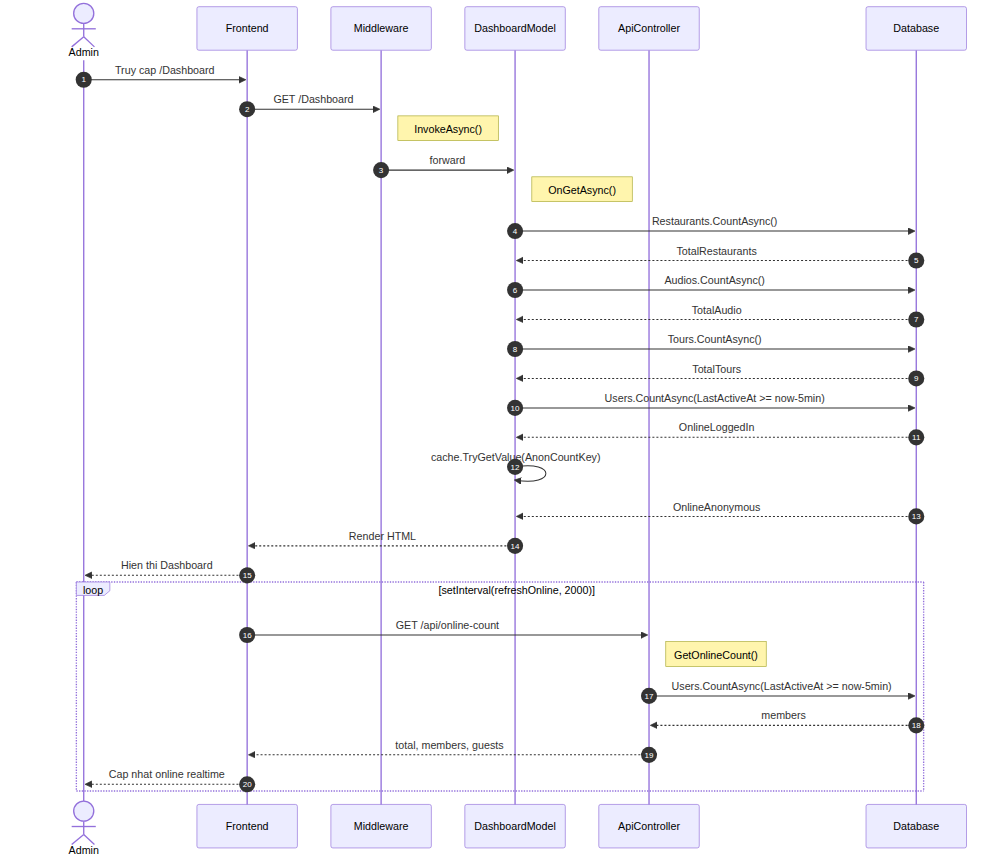 Admin
Frontend
Middleware
DashboardModel
ApiController
Database
1
Truy cap /Dashboard
2
GET /Dashboard
InvokeAsync()
3
forward
OnGetAsync()
4
Restaurants.CountAsync()
TotalRestaurants
5
6
Audios.CountAsync()
TotalAudio
7
8
Tours.CountAsync()
TotalTours
9
10
Users.CountAsync(LastActiveAt >= now-5min)
OnlineLoggedIn
11
cache.TryGetValue(AnonCountKey)
12
OnlineAnonymous
13
Render HTML
14
Hien thi Dashboard
15
loop
[setInterval(refreshOnline, 2000)]
16
GET /api/online-count
GetOnlineCount()
17
Users.CountAsync(LastActiveAt >= now-5min)
members
18
total, members, guests
19
Cap nhat online realtime
20
Admin
Frontend
Middleware
DashboardModel
ApiController
Database